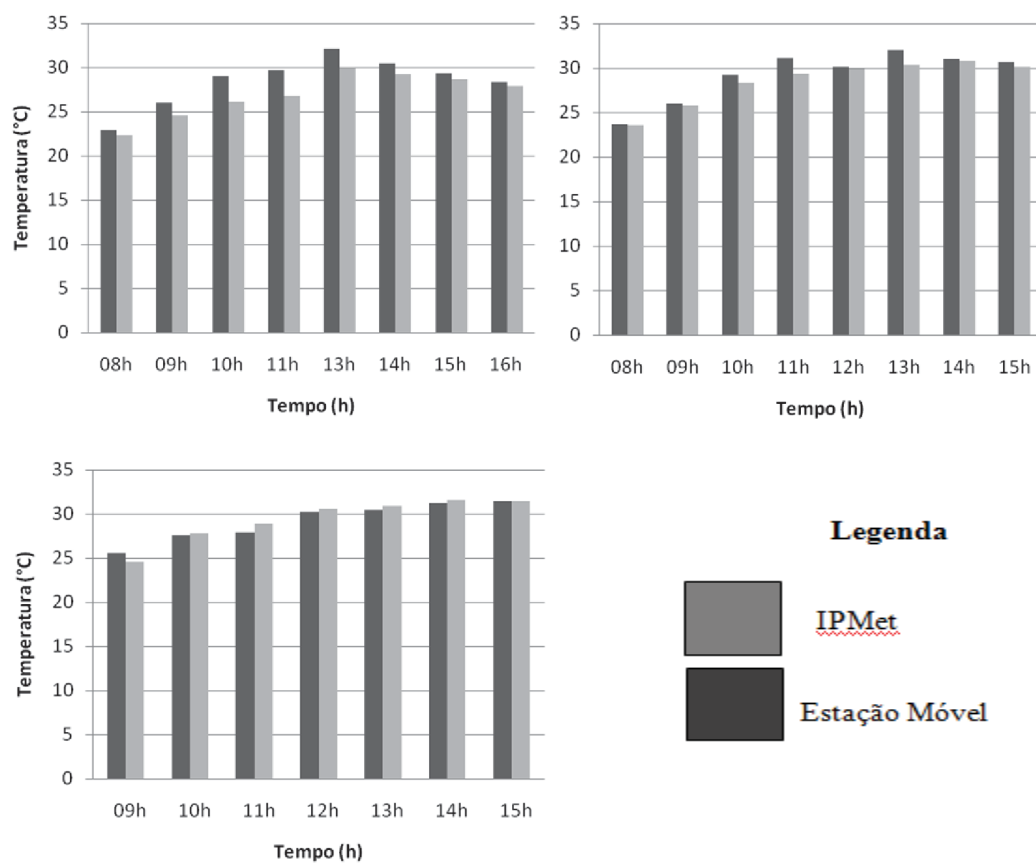 35
30
25
20
15
10
5
0
Temperatura (°C)
08h 09h 10h 11h 13h 14h 15h 16h
Tempo (h)
35
30
25
20
15
10
5
0
08h 09h 10h 11h 12h 13h 14h 15h
Tempo (h)
35
30
25
20
15
10
5
0
Temperatura (°C)
09h 10h 11h 12h 13h 14h 15h
Tempo (h)
Legenda
IPMet
Estação Móvel